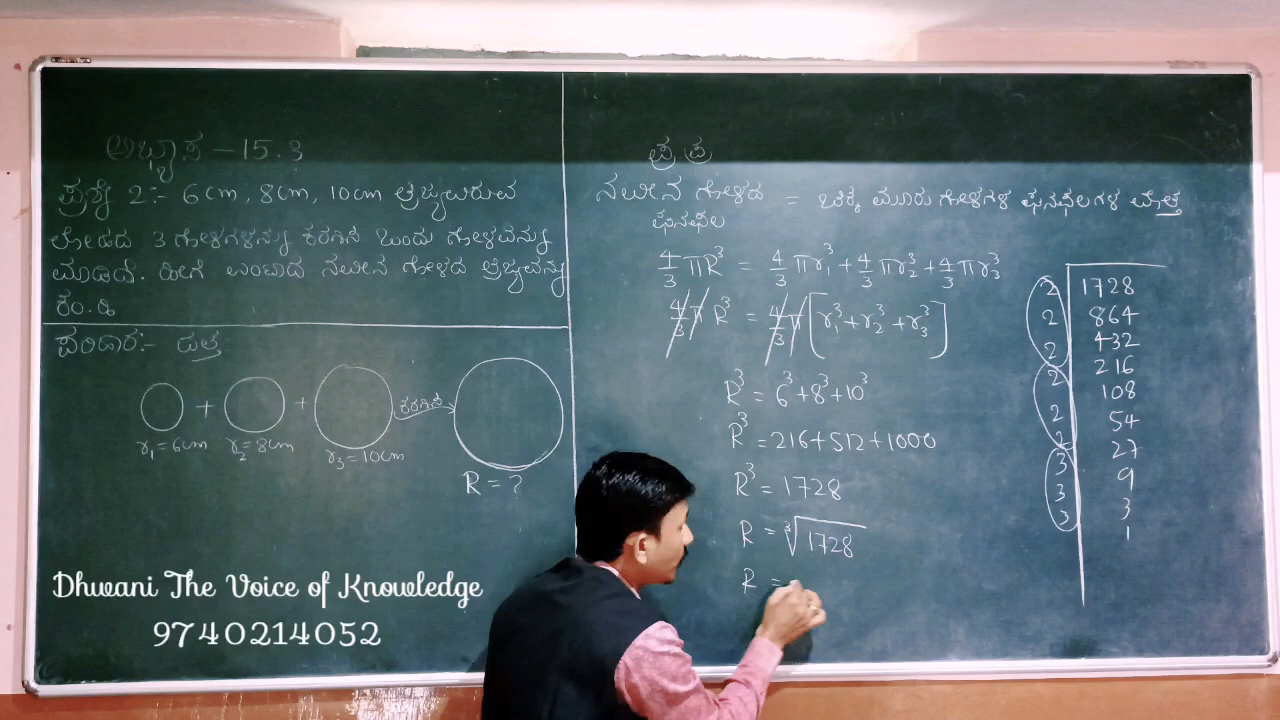 ಅಭ್ಯಾಸ - 15.3
ಪ್ರಶ್ನೆ 2:- 6cm, 8cm, 10cm ತ್ರಿಜ್ಯವಿರುವ
ಲೋಹದ 3 ಗೋಳಗಳನ್ನು ಕರಗಿಸಿ ಒಂದು ಗೋಳವನ್ನು
ಮಾಡಿದೆ. ಹೀಗೆ ಉಂಟಾದ ನವೀನ ಗೋಳದ ತ್ರಿಜ್ಯವನ್ನು
ಕಂ.ಹಿ
ಪರಿಹಾರ:- ದತ್ತ
+ + ಕರಗಿಸಿ
r₁=6cm r₂=8cm r₃=10cm
R = ?
ಪ್ರ.ಪ್ರ
ನವೀನ ಗೋಳದ ಘನಫಲ = ಚಿಕ್ಕ ಮೂರು ಗೋಳಗಳ ಘನಫಲಗಳ ಮೊತ್ತ
4/3 πR³ = 4/3 πr₁³ + 4/3 πr₂³ + 4/3 πr₃³
4/3 π R³ = 4/3 π [r₁³ + r₂³ + r₃³]
R³ = 6³ + 8³ + 10³
R³ = 216 + 512 + 1000
R³ = 1728
R = ³√1728
R =
2 1728
2 864
2 432
2 216
2 108
2 54
3 27
3 9
3 3
1
Dhwani The Voice of Knowledge
9740214052